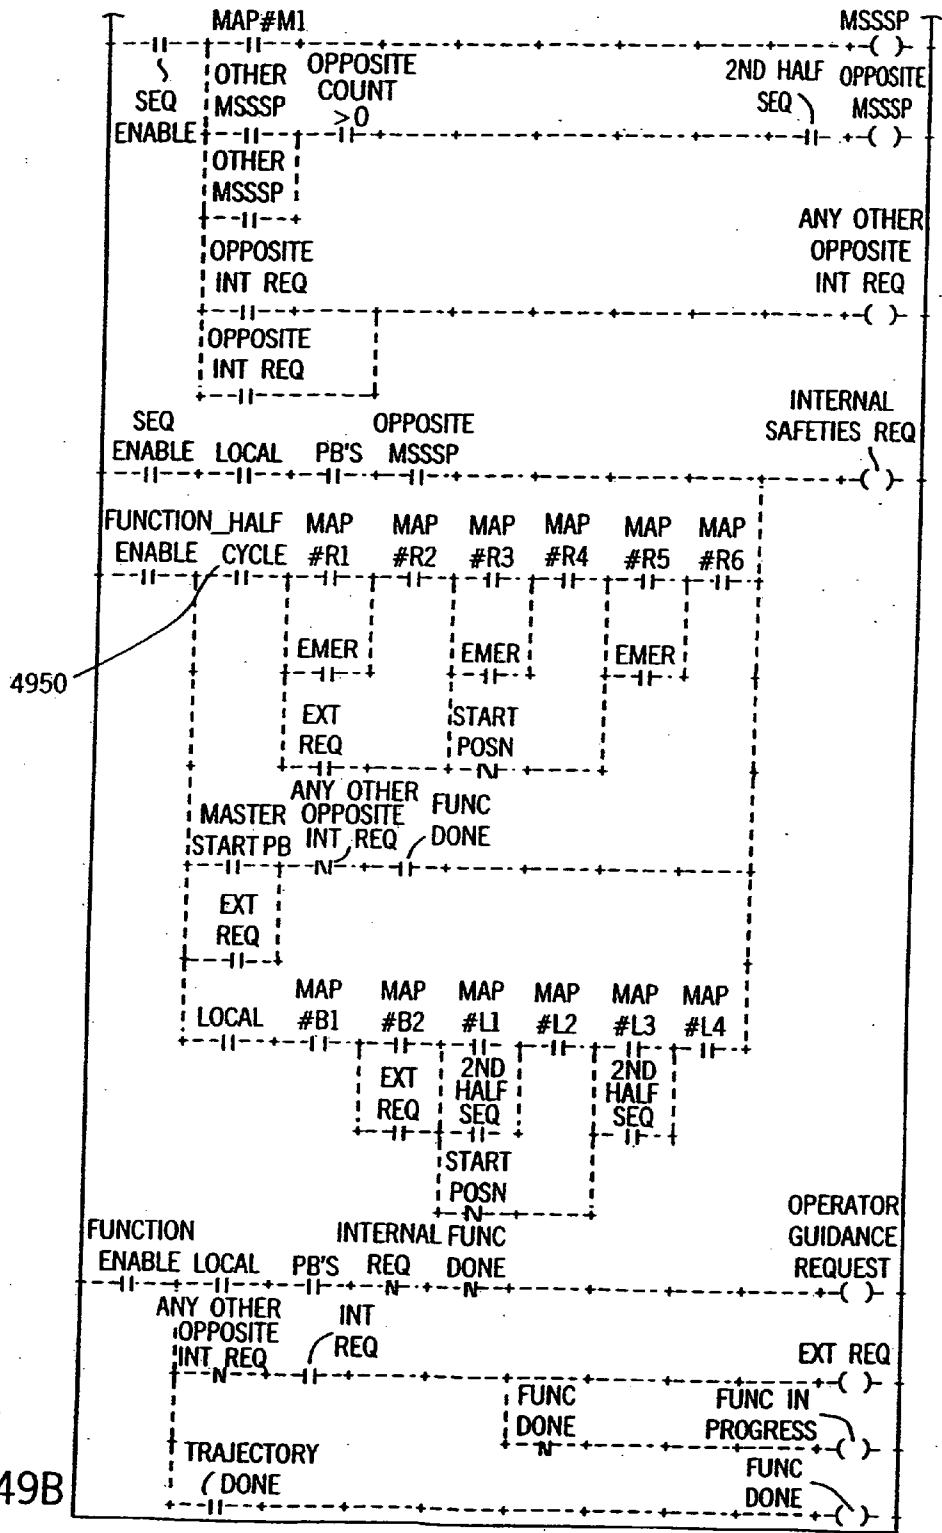 MAP#M1 MSSSP
OTHER OPPOSITE 2ND HALF OPPOSITE
SEQ MSSSP COUNT SEQ MSSSP
ENABLE >0
OTHER
MSSSP
ANY OTHER
OPPOSITE OPPOSITE
INT REQ INT REQ
OPPOSITE
INT REQ
INTERNAL
SEQ OPPOSITE SAFETIES REQ
ENABLE LOCAL PB'S MSSSP
FUNCTION_HALF MAP MAP MAP MAP MAP MAP
ENABLE CYCLE #R1 #R2 #R3 #R4 #R5 #R6
EMER EMER EMER
4950
EXT START
REQ POSN
ANY OTHER FUNC
MASTER OPPOSITE DONE
START PB INT REQ
EXT
REQ
MAP MAP MAP MAP MAP MAP
LOCAL #B1 #B2 #L1 #L2 #L3 #L4
EXT 2ND 2ND
REQ HALF HALF
SEQ SEQ
START
POSN
OPERATOR
FUNCTION INTERNAL FUNC GUIDANCE
ENABLE LOCAL PB'S REQ DONE REQUEST
ANY OTHER INT
OPPOSITE REQ
INT REQ EXT REQ
FUNC FUNC IN
DONE PROGRESS
TRAJECTORY FUNC
DONE DONE
49B